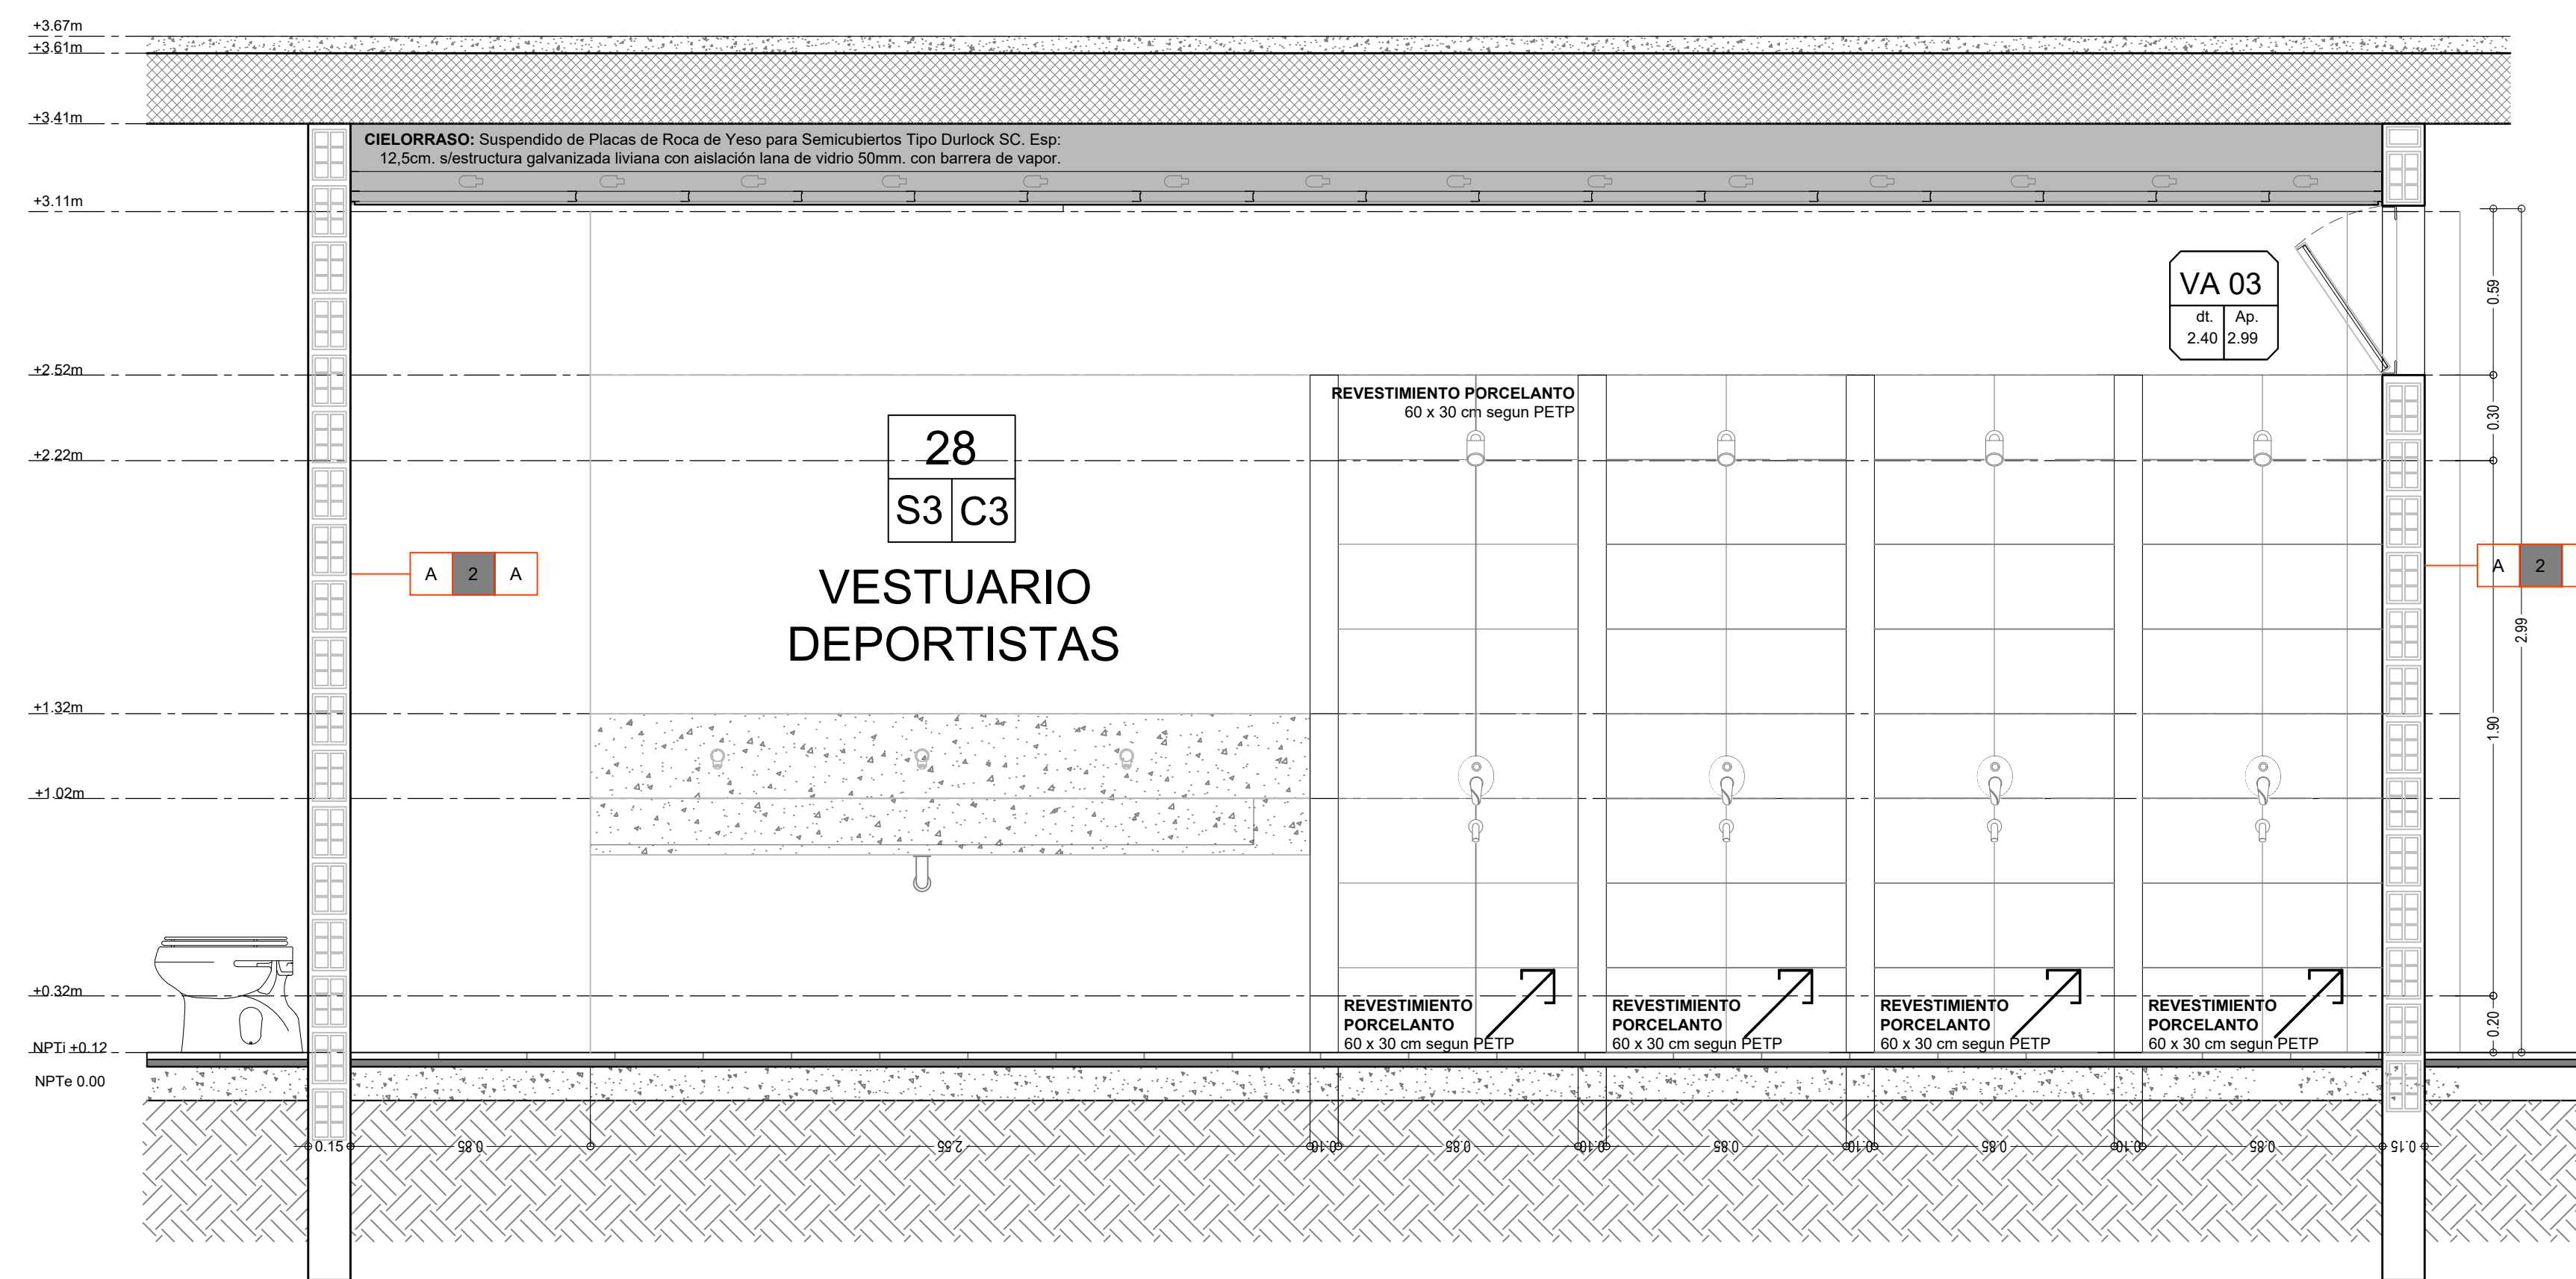 +3.67m
+3.61m
+3.41m
CIELORRASO: Suspendido de Placas de Roca de Yeso para Semicubiertos Tipo Durlock SC. Esp:
12,5cm. s/estructura galvanizada liviana con aislación lana de vidrio 50mm. con barrera de vapor.
+3.11m
VA 03
dt. Ap.
2.40 2.99
0.59
+2.52m
REVESTIMIENTO PORCELANTO
60 x 30 cm segun PETP
0.30
28
+2.22m
S3 C3
A 2 A
A 2
VESTUARIO
DEPORTISTAS
2.99
+1.32m
1.90
+1.02m
+0.32m
REVESTIMIENTO
PORCELANTO
60 x 30 cm segun PETP
REVESTIMIENTO
PORCELANTO
60 x 30 cm segun PETP
REVESTIMIENTO
PORCELANTO
60 x 30 cm segun PETP
REVESTIMIENTO
PORCELANTO
60 x 30 cm segun PETP
0.20
NPTi +0.12
NPTe 0.00
0.15 0.85 2.55 0.10 0.85 0.10 0.85 0.10 0.85 0.10 0.85 0.15